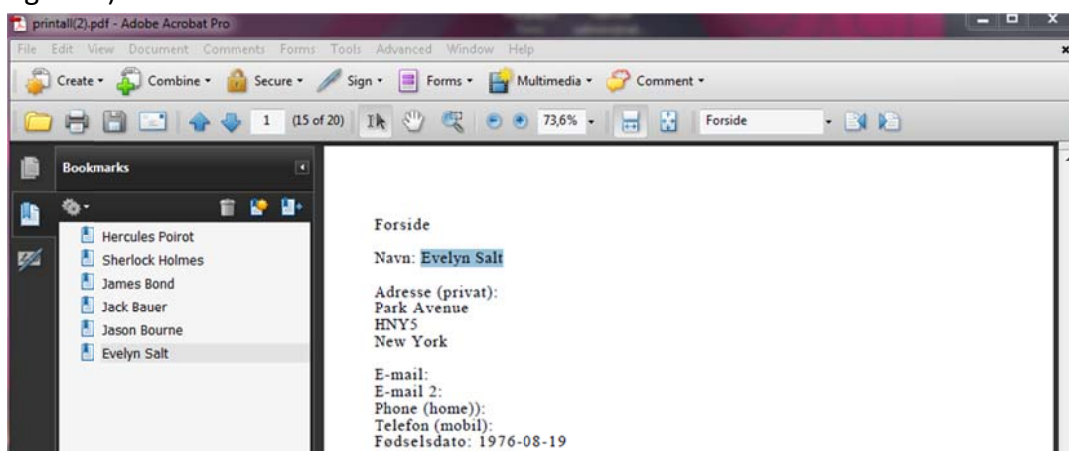 printall(2).pdf - Adobe Acrobat Pro
File Edit View Document Comments Forms Tools Advanced Window Help
Create Combine Secure Sign Forms Multimedia Comment
1 (15 of 20) 73,6% Forside
Bookmarks
Hercules Poirot
Sherlock Holmes
James Bond
Jack Bauer
Jason Bourne
Evelyn Salt
Forside
Navn: Evelyn Salt
Adresse (privat):
Park Avenue
HNY5
New York
E-mail:
E-mail 2:
Phone (home)):
Telefon (mobil):
Fødselsdato: 1976-08-19